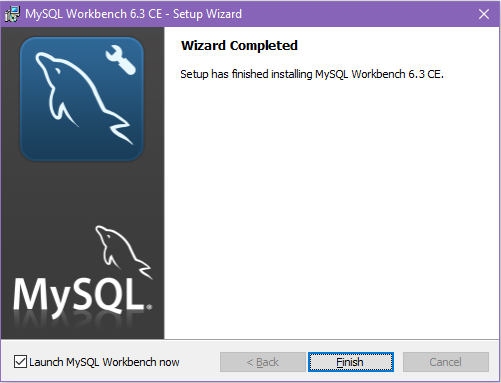 MySQL Workbench 6.3 CE - Setup Wizard
Wizard Completed
Setup has finished installing MySQL Workbench 6.3 CE.
MySQL®
Launch MySQL Workbench now
< Back
Finish
Cancel